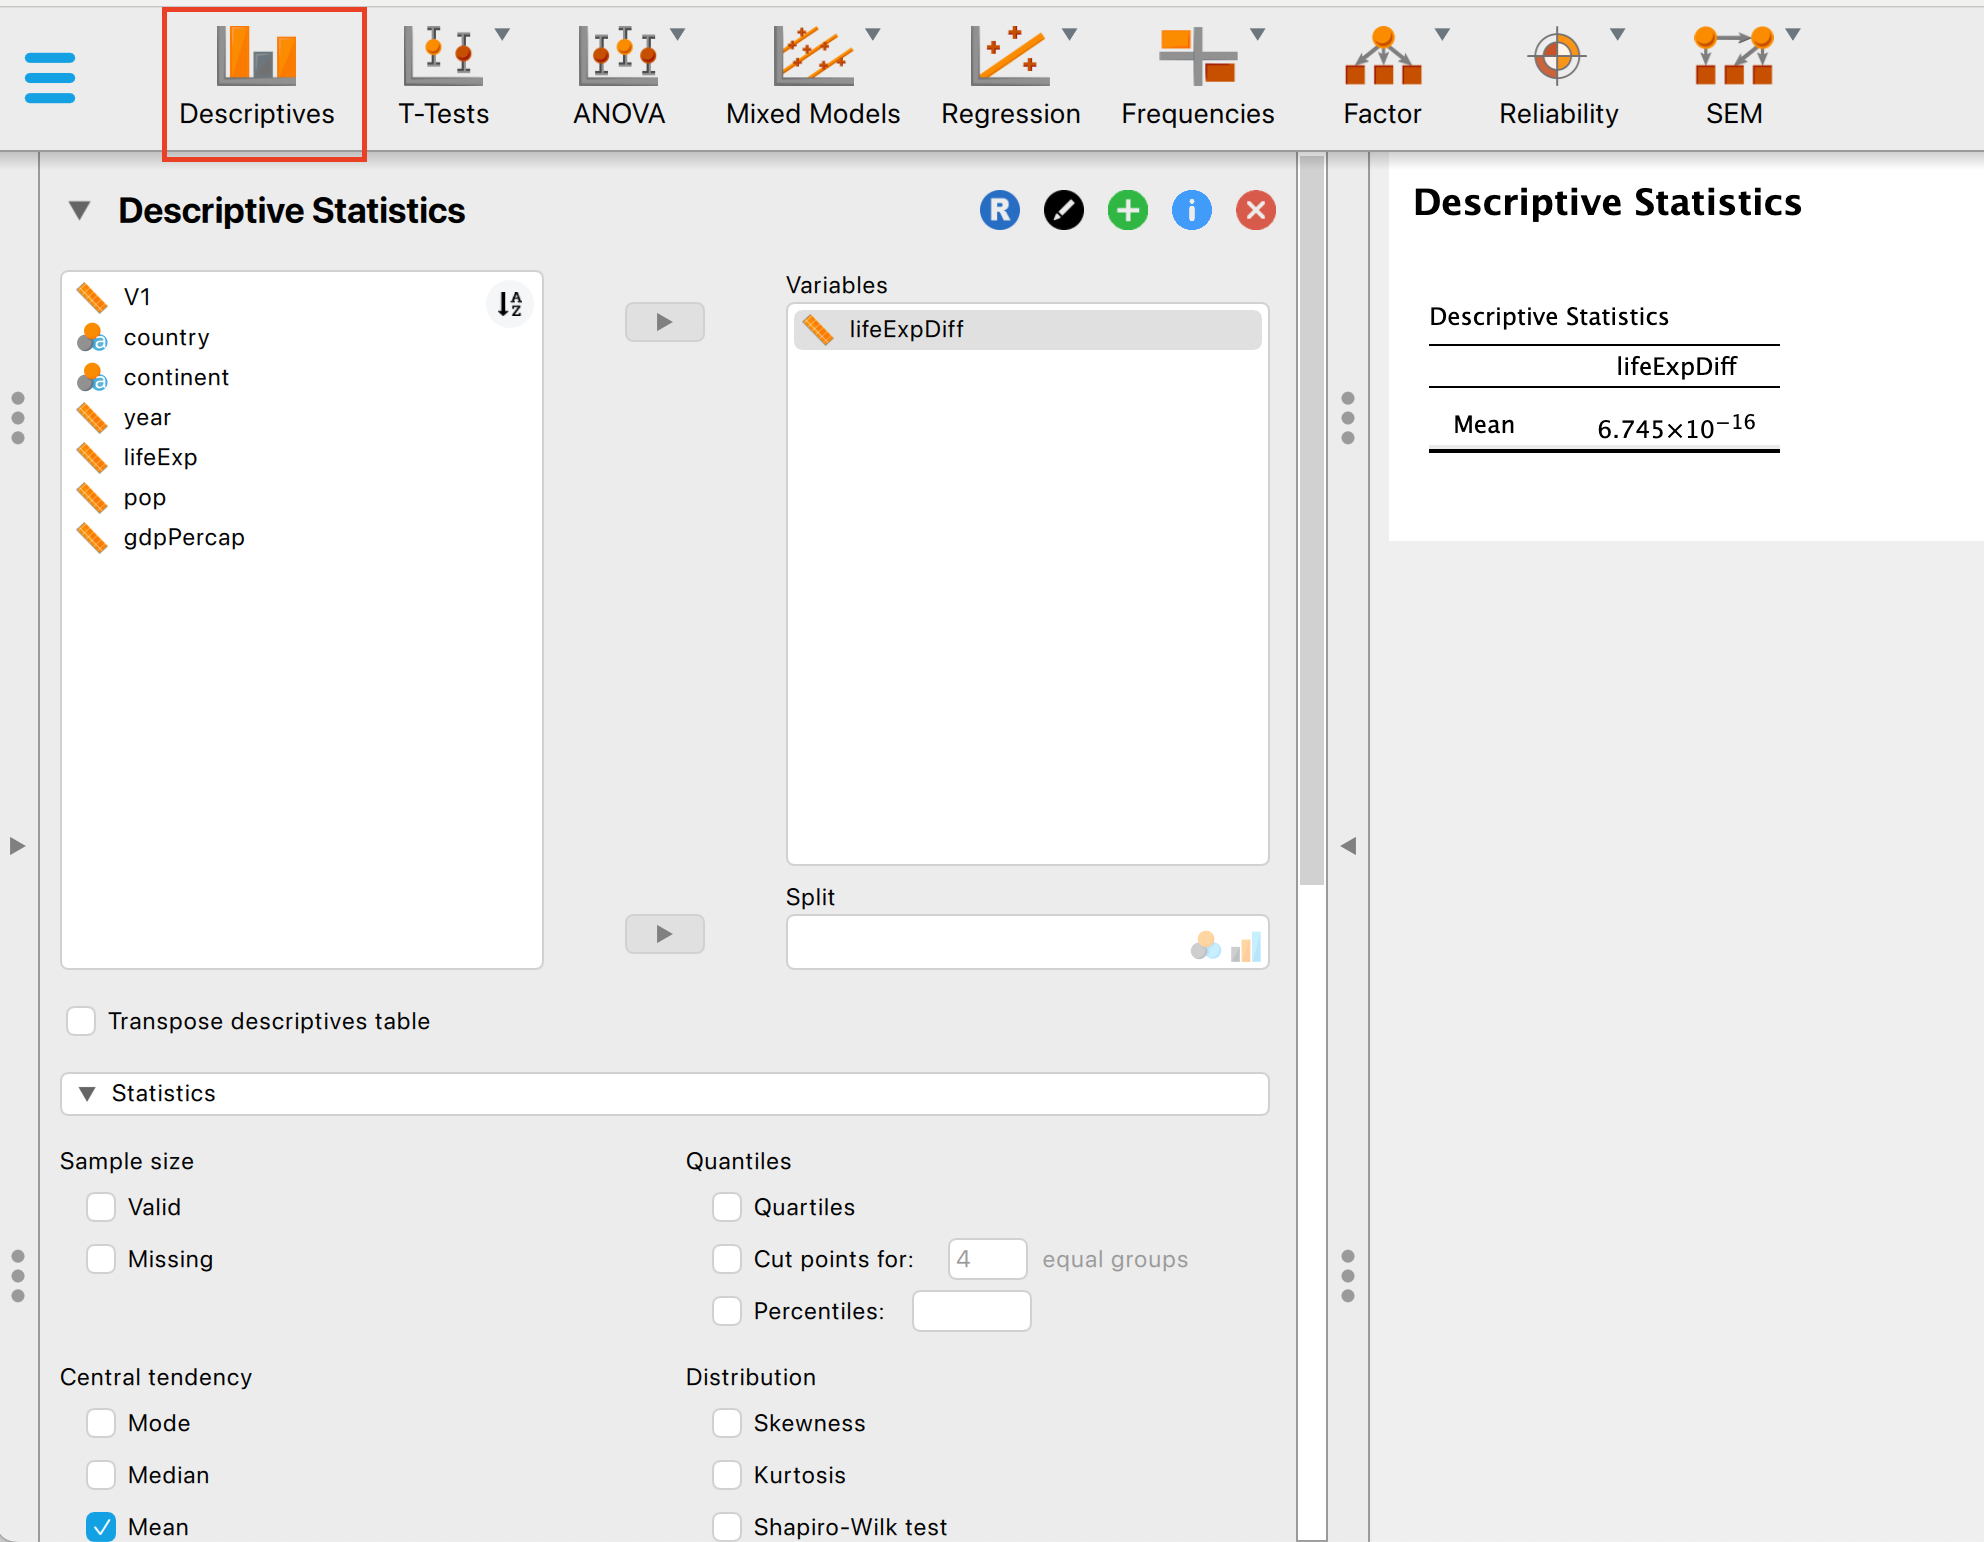 Descriptives
T-Tests
ANOVA
Mixed Models
Regression
Frequencies
Factor
Reliability
SEM
Descriptive Statistics
R
i
V1
country
continent
year
lifeExp
pop
gdpPercap
A
Z
Variables
lifeExpDiff
Split
Transpose descriptives table
Statistics
Sample size
Valid
Missing
Quantiles
Quartiles
Cut points for: 4 equal groups
Percentiles:
Central tendency
Mode
Median
Mean
Distribution
Skewness
Kurtosis
Shapiro-Wilk test
Descriptive Statistics
Descriptive Statistics
lifeExpDiff
Mean 6.745×10⁻¹⁶